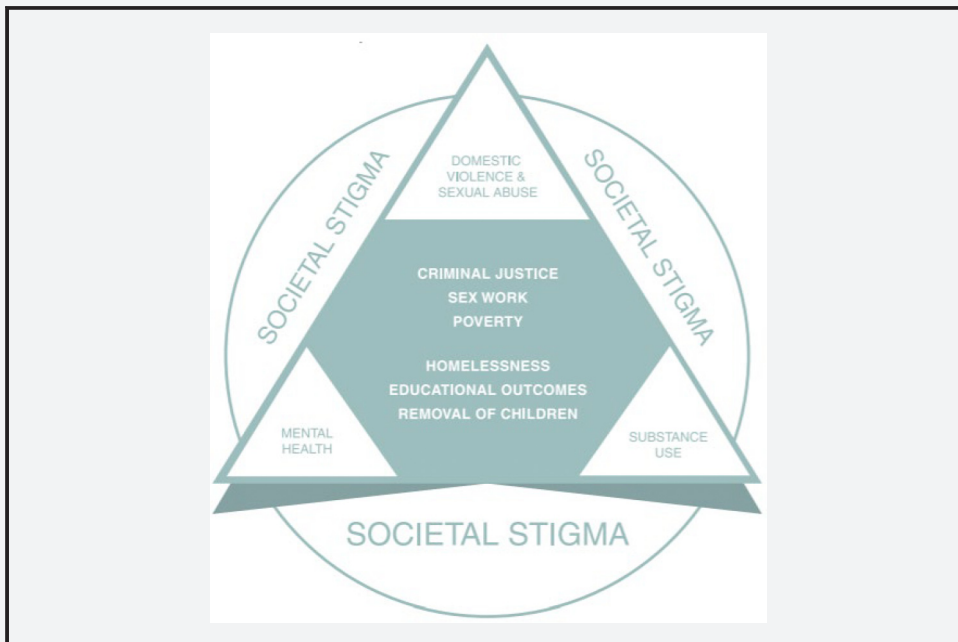 DOMESTIC
VIOLENCE &
SEXUAL ABUSE
SOCIETAL STIGMA
SOCIETAL STIGMA
CRIMINAL JUSTICE
SEX WORK
POVERTY
HOMELESSNESS
EDUCATIONAL OUTCOMES
REMOVAL OF CHILDREN
MENTAL
HEALTH
SUBSTANCE
USE
SOCIETAL STIGMA